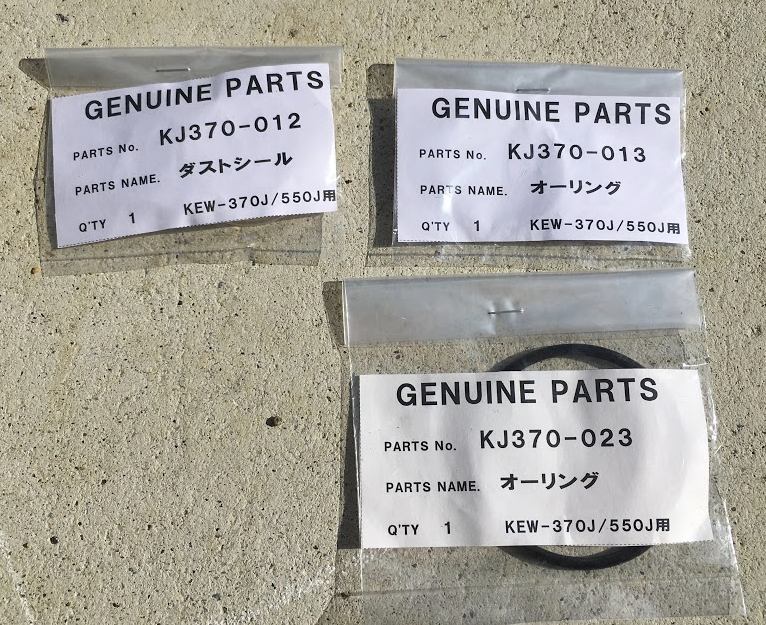 GENUINE PARTS
PARTS No. KJ370-012
PARTS NAME. ダストシール
Q'TY 1 KEW-370J/550J用
GENUINE PARTS
PARTS No. KJ370-013
PARTS NAME. オーリング
Q'TY 1 KEW-370J/550J用
GENUINE PARTS
PARTS No. KJ370-023
PARTS NAME. オーリング
Q'TY 1 KEW-370J/550J用